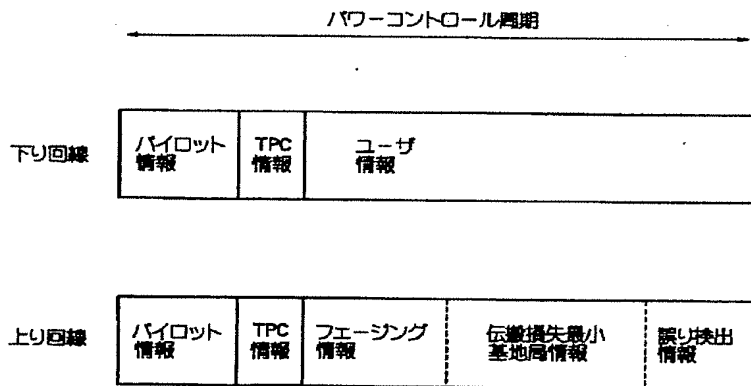 パワーコントロール周期
下り回線
パイロット
情報
TPC
情報
ユーザ
情報
上り回線
パイロット
情報
TPC
情報
フェージング
情報
伝搬損失最小
基地局情報
誤り検出
情報